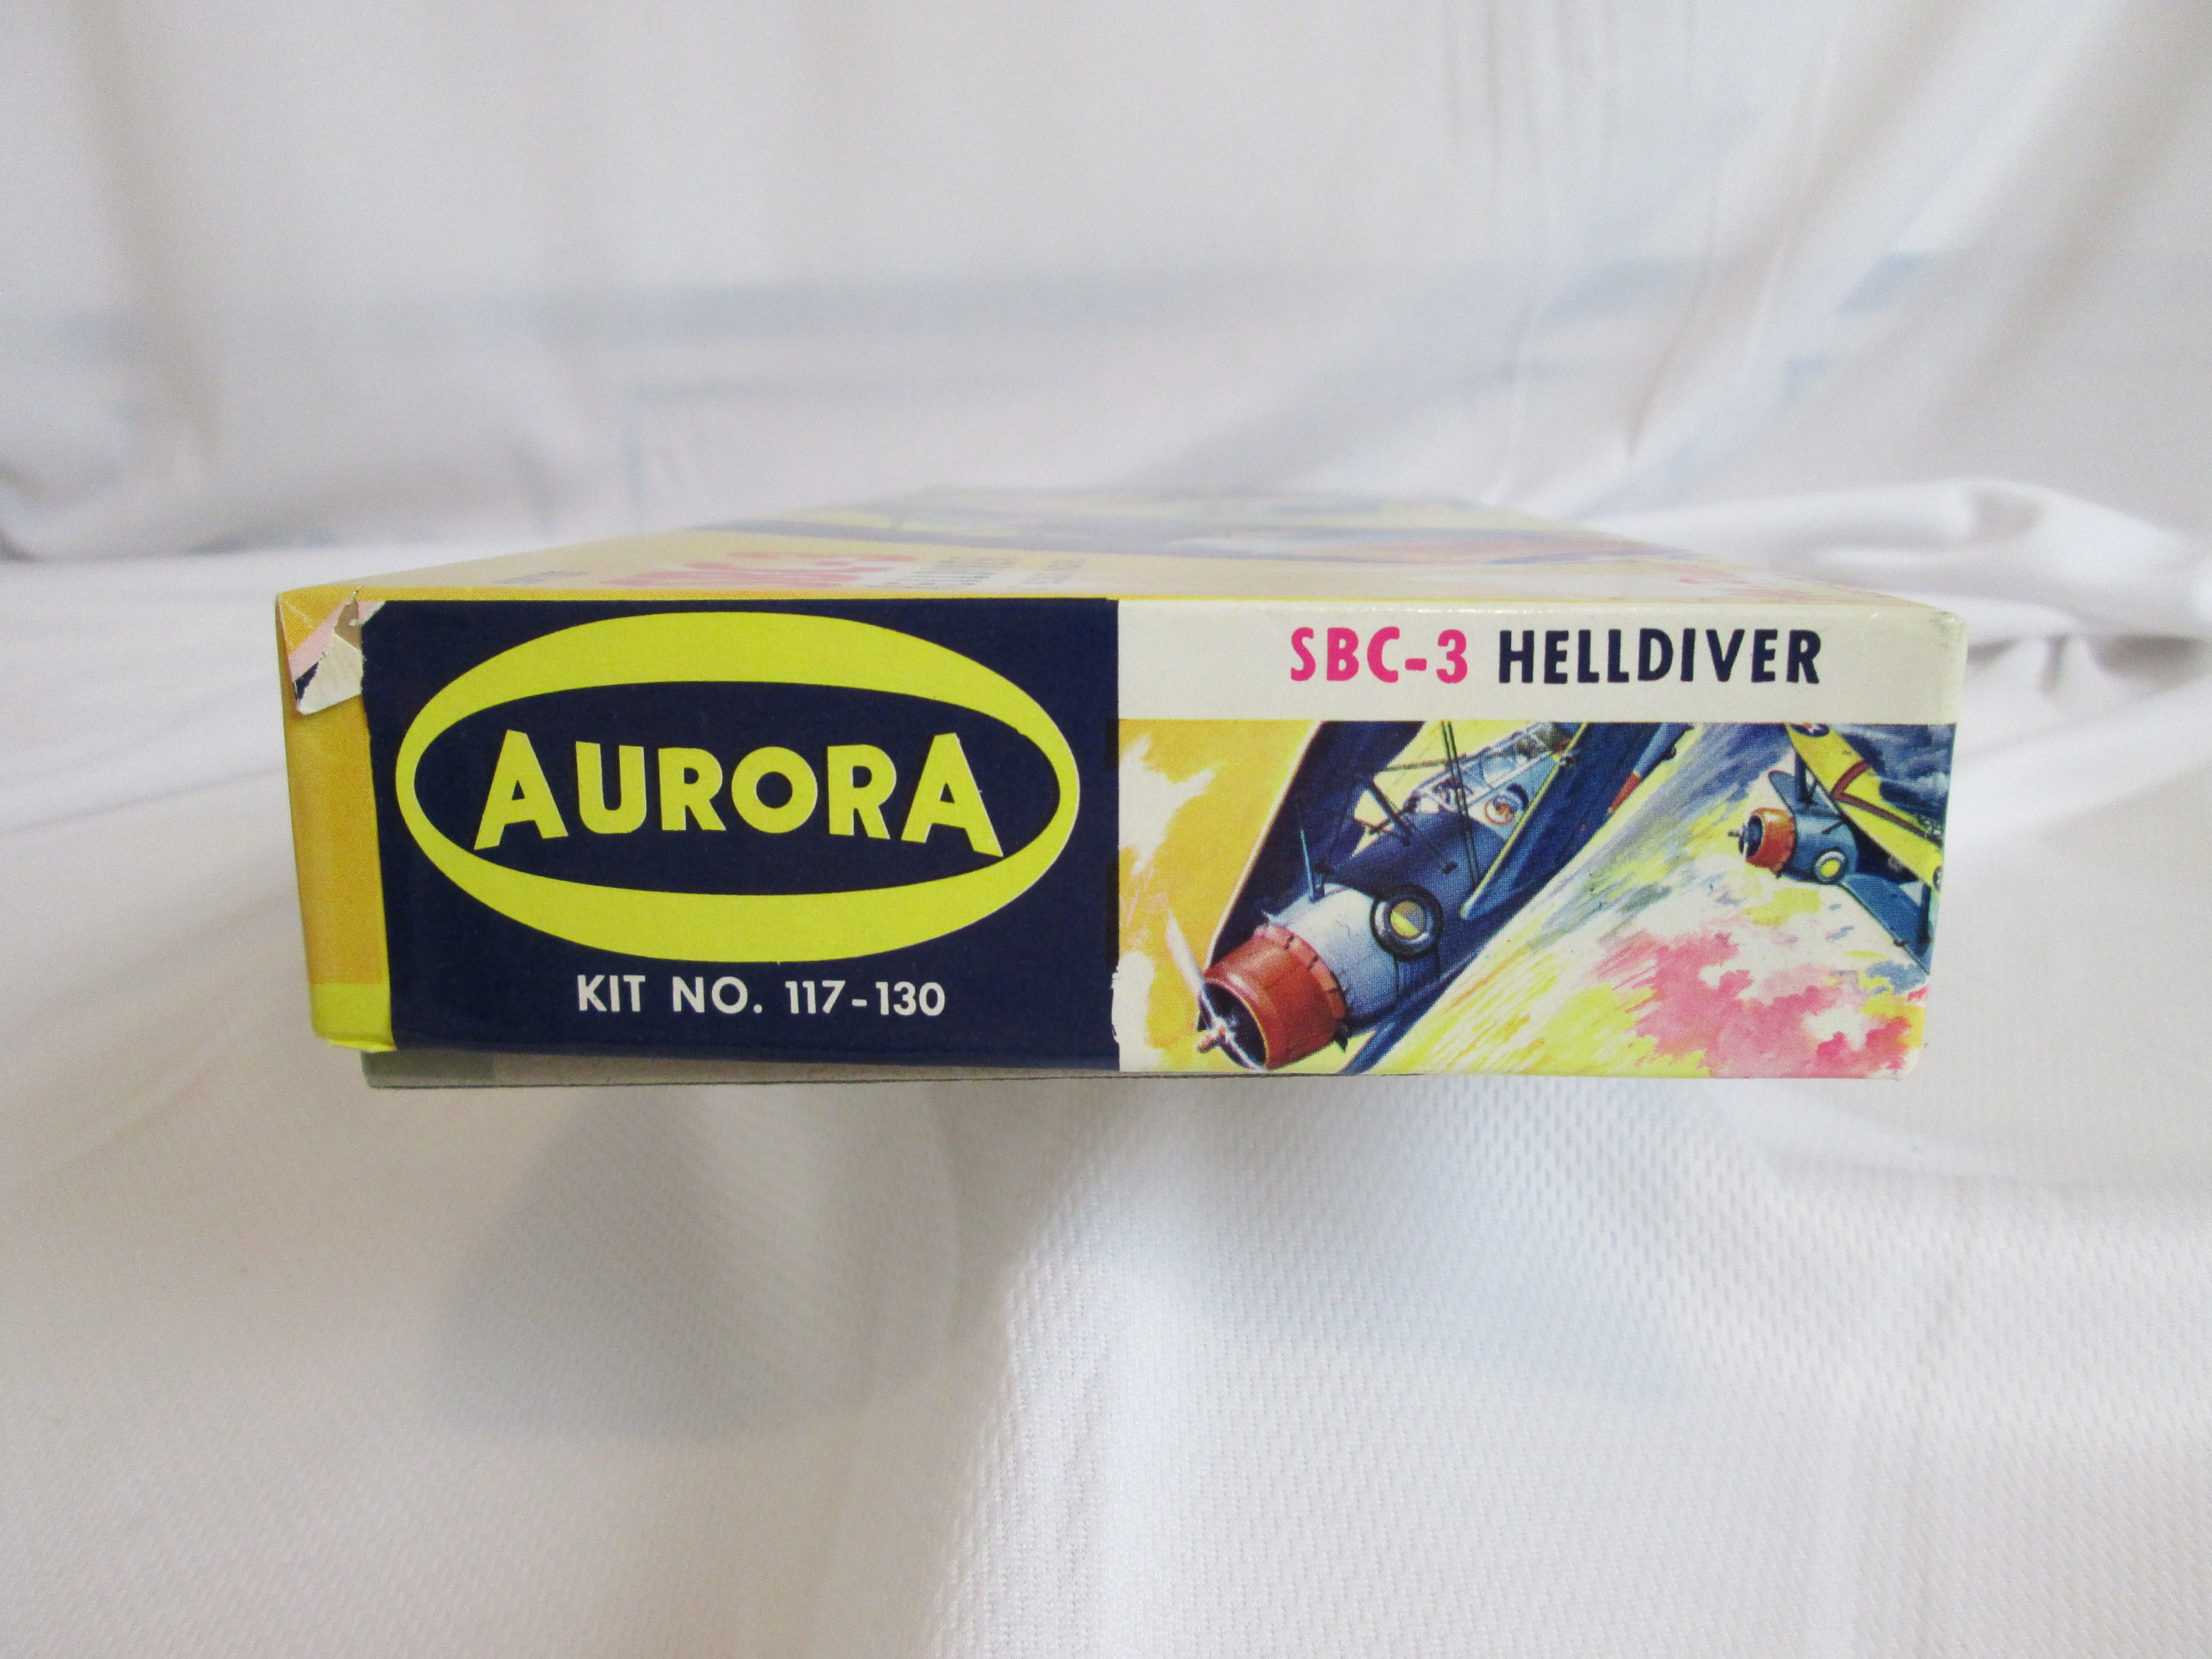 AURORA
KIT NO. 117-130
SBC-3 HELLDIVER